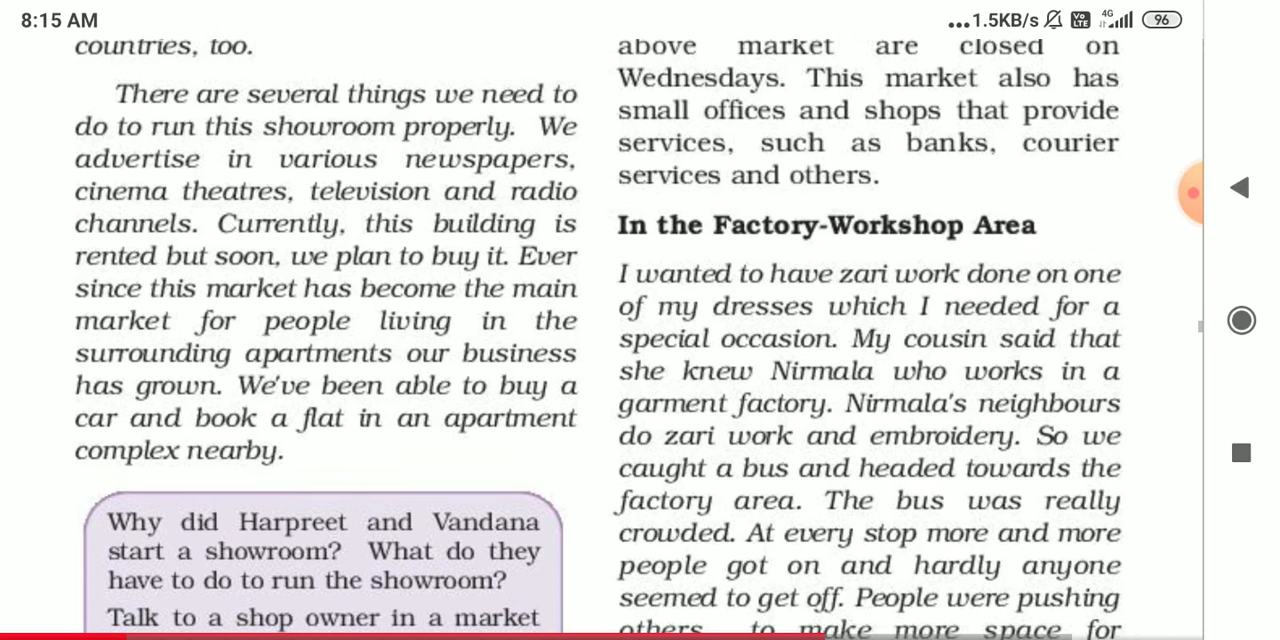 8:15 AM
...1.5KB/s
Vo LTE
4G
96
countries, too.
There are several things we need to
do to run this showroom properly. We
advertise in various newspapers,
cinema theatres, television and radio
channels. Currently, this building is
rented but soon, we plan to buy it. Ever
since this market has become the main
market for people living in the
surrounding apartments our business
has grown. We've been able to buy a
car and book a flat in an apartment
complex nearby.
Why did Harpreet and Vandana
start a showroom? What do they
have to do to run the showroom?
Talk to a shop owner in a market
above market are closed on
Wednesdays. This market also has
small offices and shops that provide
services, such as banks, courier
services and others.
In the Factory-Workshop Area
I wanted to have zari work done on one
of my dresses which I needed for a
special occasion. My cousin said that
she knew Nirmala who works in a
garment factory. Nirmala's neighbours
do zari work and embroidery. So we
caught a bus and headed towards the
factory area. The bus was really
crowded. At every stop more and more
people got on and hardly anyone
seemed to get off. People were pushing
others to make more space for